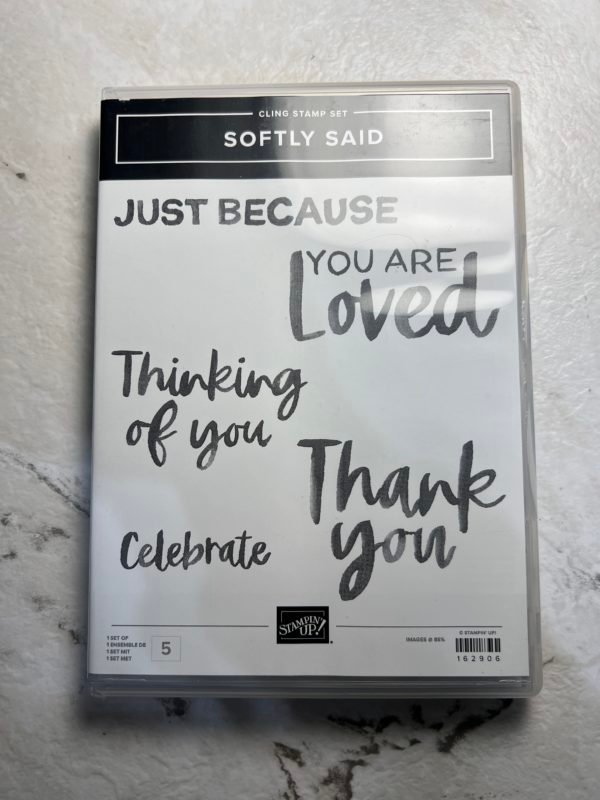 CLING STAMP SET
SOFTLY SAID
JUST BECAUSE
YOU ARE
Loved
Thinking
of you
Thank
you
Celebrate
STAMPIN'
UP!
1 SET OF
1 ENSEMBLE DE
1 SET MIT
1 SET MET
5
IMAGES @ 85%
© STAMPIN' UP!
162906